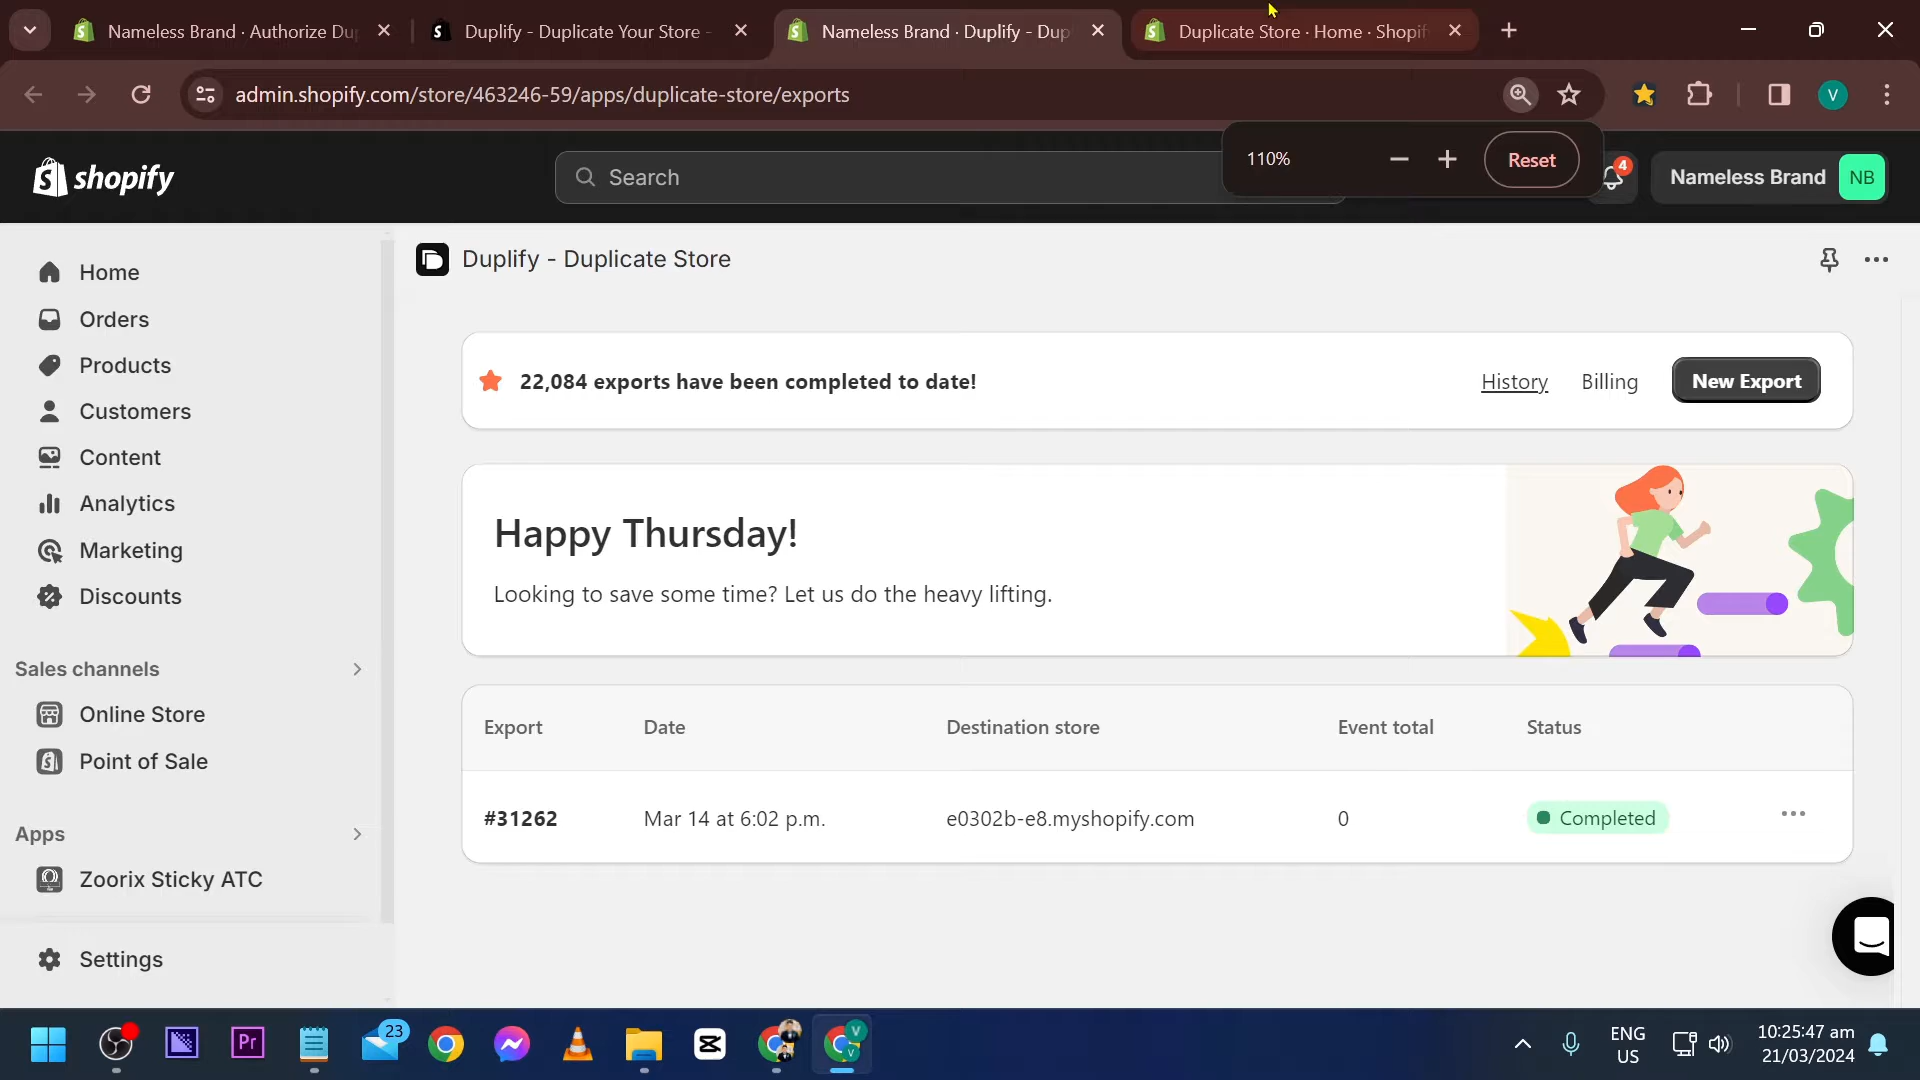 Nameless Brand · Authorize Du
Duplify - Duplicate Your Store -
Nameless Brand · Duplify - Dup
Duplicate Store · Home · Shopif
admin.shopify.com/store/463246-59/apps/duplicate-store/exports
V
110%
Reset
shopify
Search
4
Nameless Brand
NB
Home
Orders
Products
Customers
Content
Analytics
Marketing
Discounts
Sales channels
Online Store
Point of Sale
Apps
Zoorix Sticky ATC
Settings
Duplify - Duplicate Store
22,084 exports have been completed to date!
History
Billing
New Export
Happy Thursday!
Looking to save some time? Let us do the heavy lifting.
Export Date Destination store Event total Status
#31262 Mar 14 at 6:02 p.m. e0302b-e8.myshopify.com 0 Completed
Pr
23
V
V
ENG
US
10:25:47 am
21/03/2024